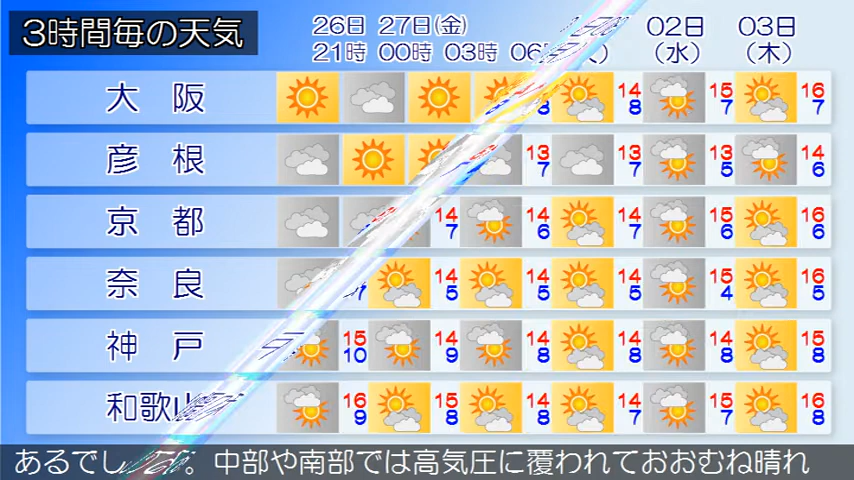 3時間毎の天気
26日 27日(金) 02日 03日
21時 00時 03時 (水) (木)
大阪 8 14 8 15 7 16 7
彦根 13 7 13 7 13 5 14 6
京都 14 7 14 6 14 7 15 6 16 6
奈良 7 14 5 14 5 14 5 15 4 16 5
神戸 15 10 14 9 14 8 14 8 14 8 15 8
和歌山 16 9 15 8 14 8 14 7 15 7 16 8
あるでし 。中部や南部では高気圧に覆われておおむね晴れ